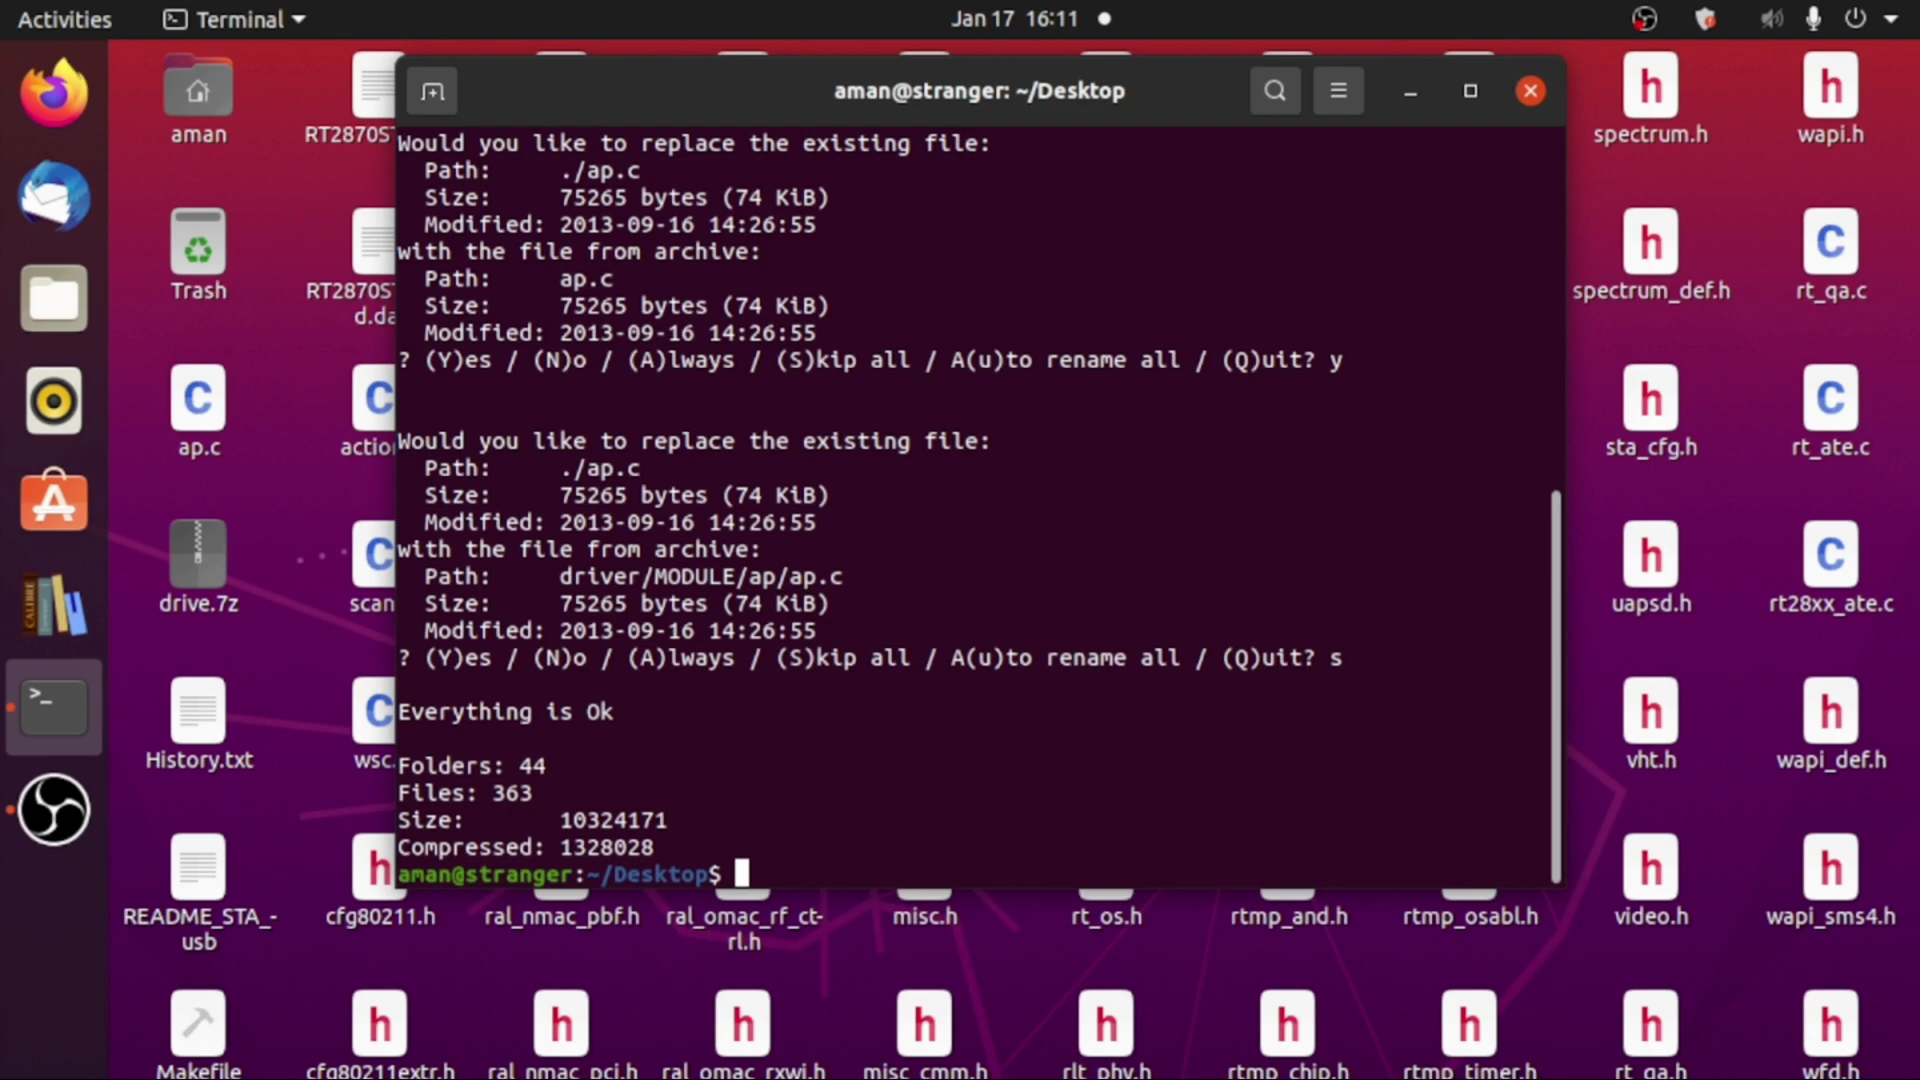 Activities
Terminal
Jan 17 16:11
aman@stranger: ~/Desktop
Would you like to replace the existing file:
Path: ./ap.c
Size: 75265 bytes (74 KiB)
Modified: 2013-09-16 14:26:55
with the file from archive:
Path: ap.c
Size: 75265 bytes (74 KiB)
Modified: 2013-09-16 14:26:55
? (Y)es / (N)o / (A)lways / (S)kip all / A(u)to rename all / (Q)uit? y
Would you like to replace the existing file:
Path: ./ap.c
Size: 75265 bytes (74 KiB)
Modified: 2013-09-16 14:26:55
with the file from archive:
Path: driver/MODULE/ap/ap.c
Size: 75265 bytes (74 KiB)
Modified: 2013-09-16 14:26:55
? (Y)es / (N)o / (A)lways / (S)kip all / A(u)to rename all / (Q)uit? s
Everything is Ok
Folders: 44
Files: 363
Size: 10324171
Compressed: 1328028
aman@stranger:~/Desktop$
aman
RT2870S
h
spectrum.h
h
wapi.h
Trash
RT2870S
d.da
h
spectrum_def.h
C
rt_qa.c
C
ap.c
C
action
h
sta_cfg.h
C
rt_ate.c
drive.7z
C
scan
h
uapsd.h
C
rt28xx_ate.c
CALIBRE
History.txt
C
wsc.
h
vht.h
h
wapi_def.h
README_STA_-
usb
h
cfg80211.h
ral_nmac_pbf.h
ral_omac_rf_ct-
rl.h
misc.h
rt_os.h
rtmp_and.h
rtmp_osabl.h
h
video.h
h
wapi_sms4.h
Makefile
h
cfg80211extr.h
h
ral_nmac_pci.h
h
ral_omac_rxwi.h
h
misc_cmm.h
h
rlt_phy.h
h
rtmp_chip.h
h
rtmp_timer.h
h
rt_qa.h
h
wfd.h